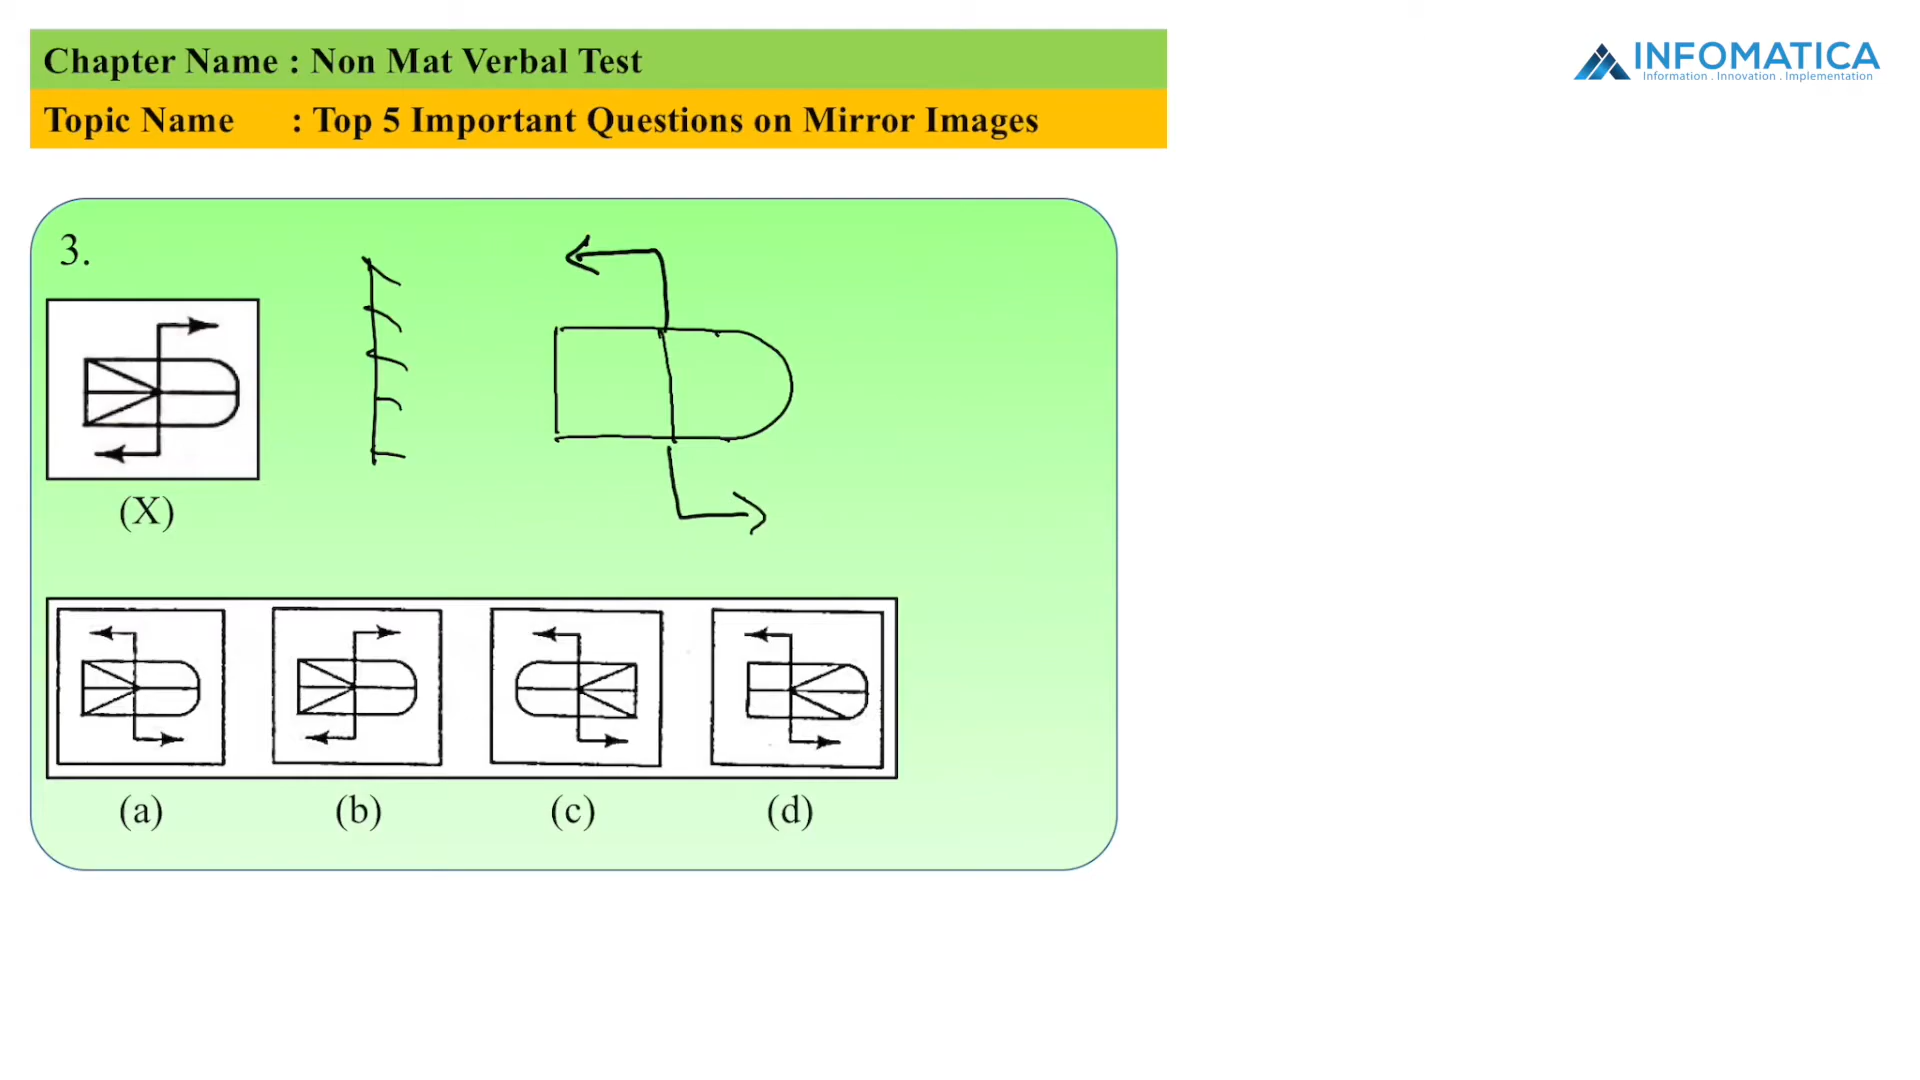 Chapter Name : Non Mat Verbal Test
INFOMATICA
Information . Innovation . Implementation
Topic Name : Top 5 Important Questions on Mirror Images
3.
(X)
(a) (b) (c) (d)